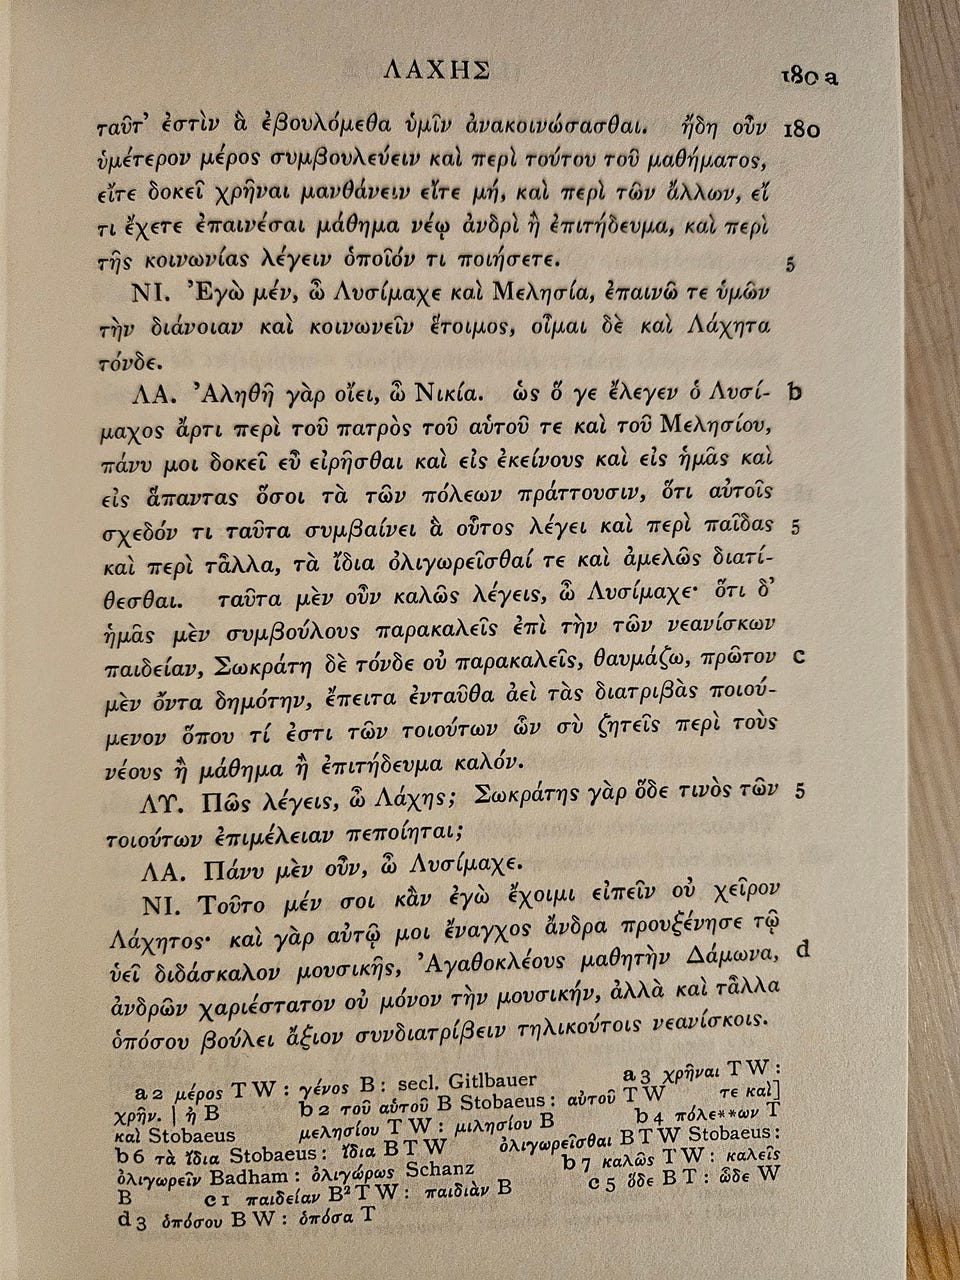 ΛΑΧΗΣ 180 a
ταῦτ’ ἐστὶν ἃ ἐβουλόμεθα ὑμῖν ἀνακοινώσασθαι. ἤδη οὖν 180
ὑμέτερον μέρος συμβουλεύειν καὶ περὶ τούτου τοῦ μαθήματος,
εἴτε δοκεῖ χρῆναι μανθάνειν εἴτε μή, καὶ περὶ τῶν ἄλλων, εἴ
τι ἔχετε ἐπαινέσαι μάθημα νέῳ ἀνδρὶ ἢ ἐπιτήδευμα, καὶ περὶ
τῆς κοινωνίας λέγειν ὁποῖόν τι ποιήσετε. 5
ΝΙ. Ἐγὼ μέν, ὦ Λυσίμαχε καὶ Μελησία, ἐπαινῶ τε ὑμῶν
τὴν διάνοιαν καὶ κοινωνεῖν ἕτοιμος, οἶμαι δὲ καὶ Λάχητα
τόνδε.
ΛΑ. Ἀληθῆ γὰρ οἴει, ὦ Νικία. ὡς ὅ γε ἔλεγεν ὁ Λυσί- b
μαχος ἄρτι περὶ τοῦ πατρὸς τοῦ αὑτοῦ τε καὶ τοῦ Μελησίου,
πάνυ μοι δοκεῖ εὖ εἰρῆσθαι καὶ εἰς ἐκείνους καὶ εἰς ἡμᾶς καὶ
εἰς ἅπαντας ὅσοι τὰ τῶν πόλεων πράττουσιν, ὅτι αὐτοῖς
σχεδόν τι ταῦτα συμβαίνει ἃ οὗτος λέγει καὶ περὶ παῖδας 5
καὶ περὶ τἆλλα, τὰ ἴδια ὀλιγωρεῖσθαί τε καὶ ἀμελῶς διατί-
θεσθαι. ταῦτα μὲν οὖν καλῶς λέγεις, ὦ Λυσίμαχε· ὅτι δ’
ἡμᾶς μὲν συμβούλους παρακαλεῖς ἐπὶ τὴν τῶν νεανίσκων
παιδείαν, Σωκράτη δὲ τόνδε οὐ παρακαλεῖς, θαυμάζω, πρῶτον c
μὲν ὄντα δημότην, ἔπειτα ἐνταῦθα ἀεὶ τὰς διατριβὰς ποιού-
μενον ὅπου τί ἐστι τῶν τοιούτων ὧν σὺ ζητεῖς περὶ τοὺς
νέους ἢ μάθημα ἢ ἐπιτήδευμα καλόν.
ΛΥ. Πῶς λέγεις, ὦ Λάχης; Σωκράτης γὰρ ὅδε τινὸς τῶν 5
τοιούτων ἐπιμέλειαν πεποίηται;
ΛΑ. Πάνυ μὲν οὖν, ὦ Λυσίμαχε.
ΝΙ. Τοῦτο μέν σοι κἂν ἐγὼ ἔχοιμι εἰπεῖν οὐ χεῖρον
Λάχητος· καὶ γὰρ αὐτῷ μοι ἔναγχος ἄνδρα προυξένησε τῷ
ὑεῖ διδάσκαλον μουσικῆς, Ἀγαθοκλέους μαθητὴν Δάμωνα, d
ἀνδρῶν χαριέστατον οὐ μόνον τὴν μουσικήν, ἀλλὰ καὶ τἆλλα
ὁπόσου βούλει ἄξιον συνδιατρίβειν τηλικούτοις νεανίσκοις.
a 2 μέρος T W : γένος B : secl. Gitlbauer a 3 χρῆναι T W :
χρῆν. | ἢ B b 2 τοῦ αὑτοῦ B Stobaeus : αὐτοῦ T W τε καὶ]
καὶ Stobaeus μελησίου T W : μιλησίου B b 4 πόλε**ων T
b 6 τὰ ἴδια Stobaeus : ἴδια B T W ὀλιγωρεῖσθαι B T W Stobaeus :
ὀλιγωρεῖν Badham : ὀλιγώρως Schanz b 7 καλῶς T W : καλεῖς
B c 1 παιδείαν B² T W : παιδιὰν B c 5 ὅδε B T : ὧδε W
d 3 ὁπόσου B W : ὁπόσα T